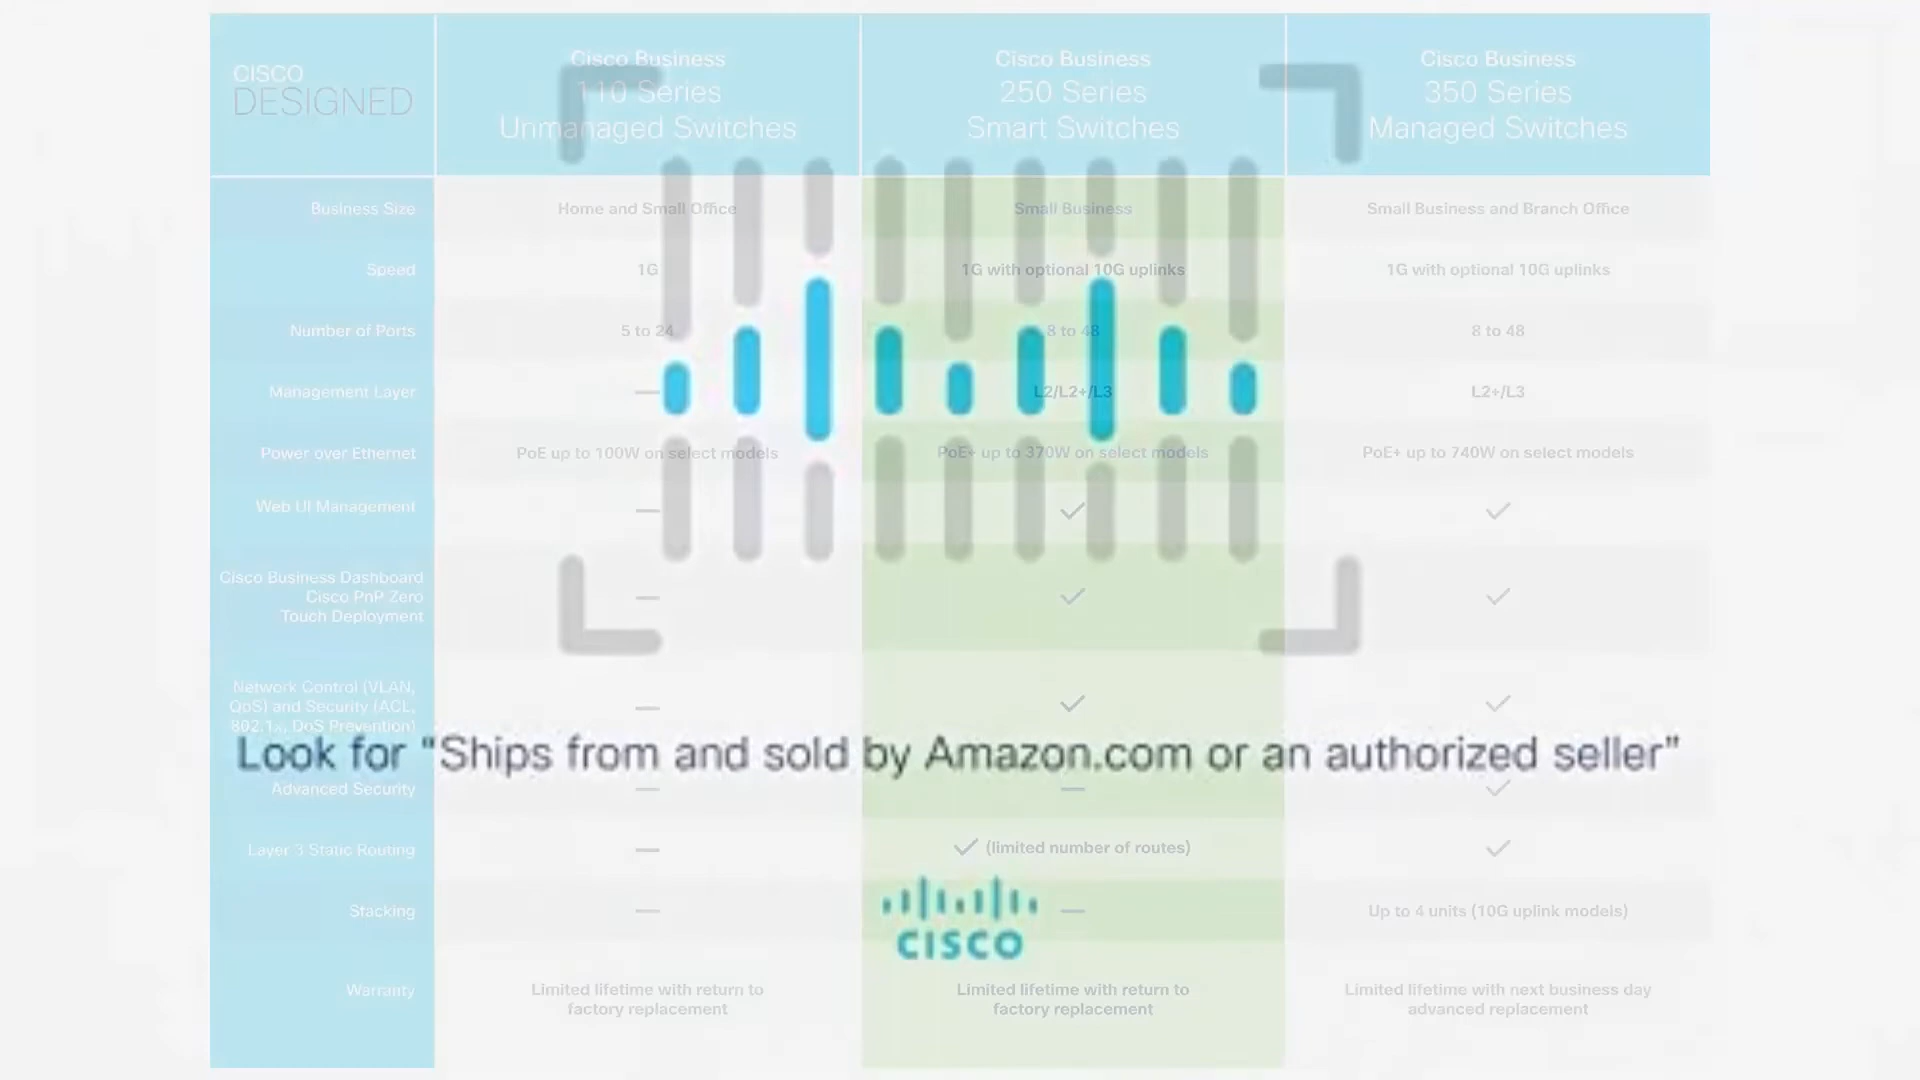 CISCO
DESIGNED
Cisco Business
110 Series
Unmanaged Switches
Cisco Business
250 Series
Smart Switches
Cisco Business
350 Series
Managed Switches
Business Size
Home and Small Office
Small Business
Small Business and Branch Office
Speed
1G
1G with optional 10G uplinks
1G with optional 10G uplinks
Number of Ports
5 to 24
8 to 48
8 to 48
Management Layer
—
L2/L2+/L3
L2+/L3
Power over Ethernet
PoE up to 100W on select models
PoE+ up to 370W on select models
PoE+ up to 740W on select models
Web UI Management
—
✓
✓
Cisco Business Dashboard
Cisco PnP Zero
Touch Deployment
—
✓
✓
Network Control (VLAN,
QoS) and Security (ACL,
802.1x, DoS Prevention)
—
✓
✓
Look for "Ships from and sold by Amazon.com or an authorized seller"
Advanced Security
—
—
✓
Layer 3 Static Routing
—
✓ (limited number of routes)
✓
Stacking
—
—
Up to 4 units (10G uplink models)
CISCO
Warranty
Limited lifetime with return to
factory replacement
Limited lifetime with return to
factory replacement
Limited lifetime with next business day
advanced replacement